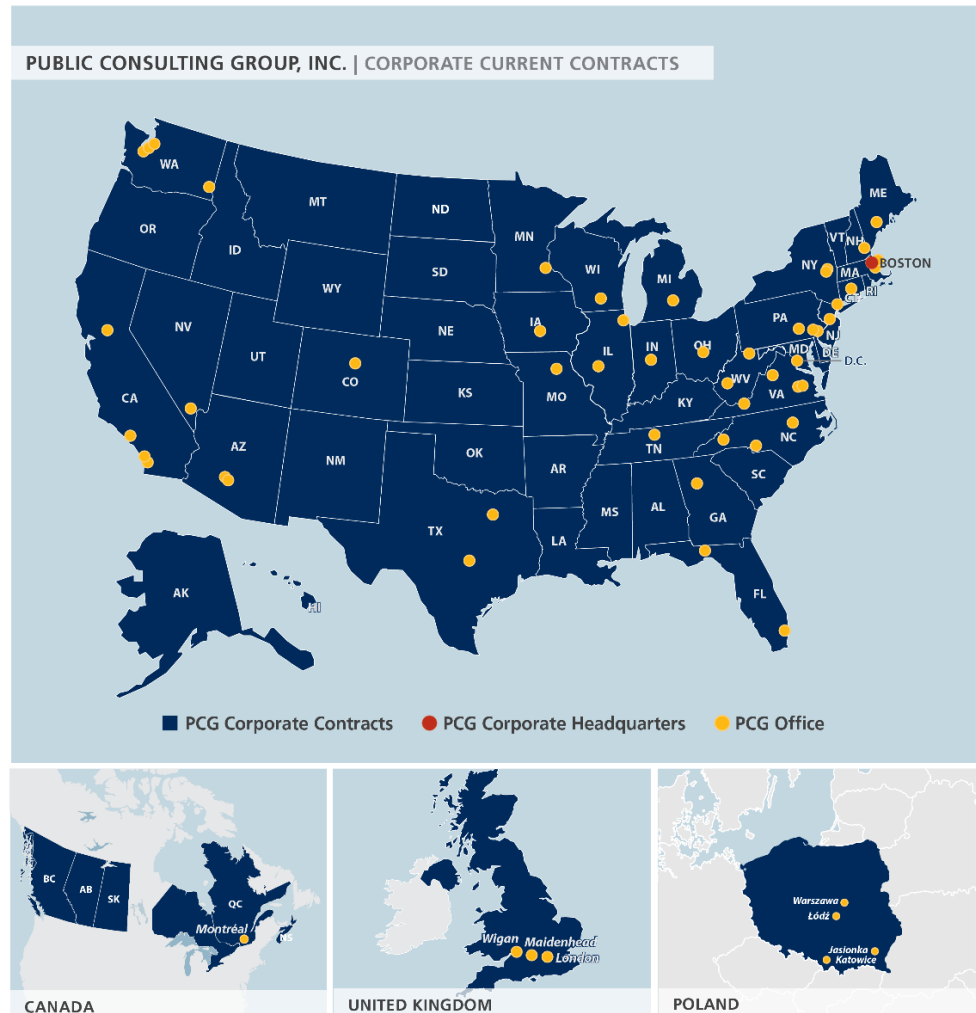 PUBLIC CONSULTING GROUP, INC. | CORPORATE CURRENT CONTRACTS
WA
MT
ND
MN
ME
OR
ID
SD
WI
MI
NY
VT
NH
MA
BOSTON
RI
CT
WY
NV
UT
CO
NE
IA
IL
IN
OH
PA
NJ
MD
DE
D.C.
CA
KS
MO
KY
WV
VA
AZ
NM
OK
AR
TN
NC
SC
TX
LA
MS
AL
GA
AK
HI
FL
PCG Corporate Contracts
PCG Corporate Headquarters
PCG Office
BC
AB
SK
QC
Montréal
NS
CANADA
Wigan
Maidenhead
London
UNITED KINGDOM
Warszawa
Łódź
Jasionka
Katowice
POLAND